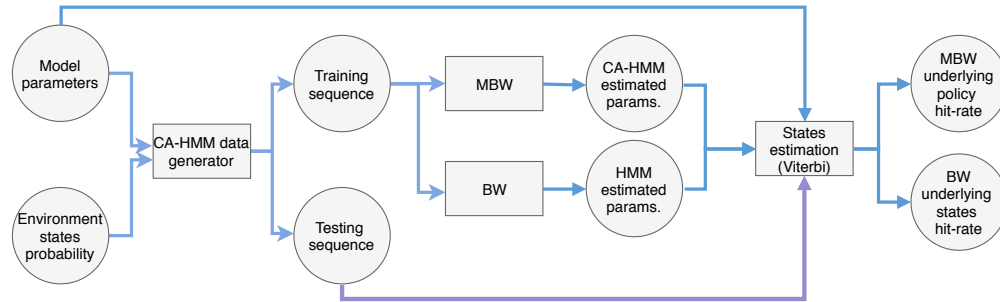 Model
parameters
Environment
states
probability
CA-HMM data
generator
Training
sequence
Testing
sequence
MBW
BW
CA-HMM
estimated
params.
HMM
estimated
params.
States
estimation
(Viterbi)
MBW
underlying
policy
hit-rate
BW
underlying
states
hit-rate